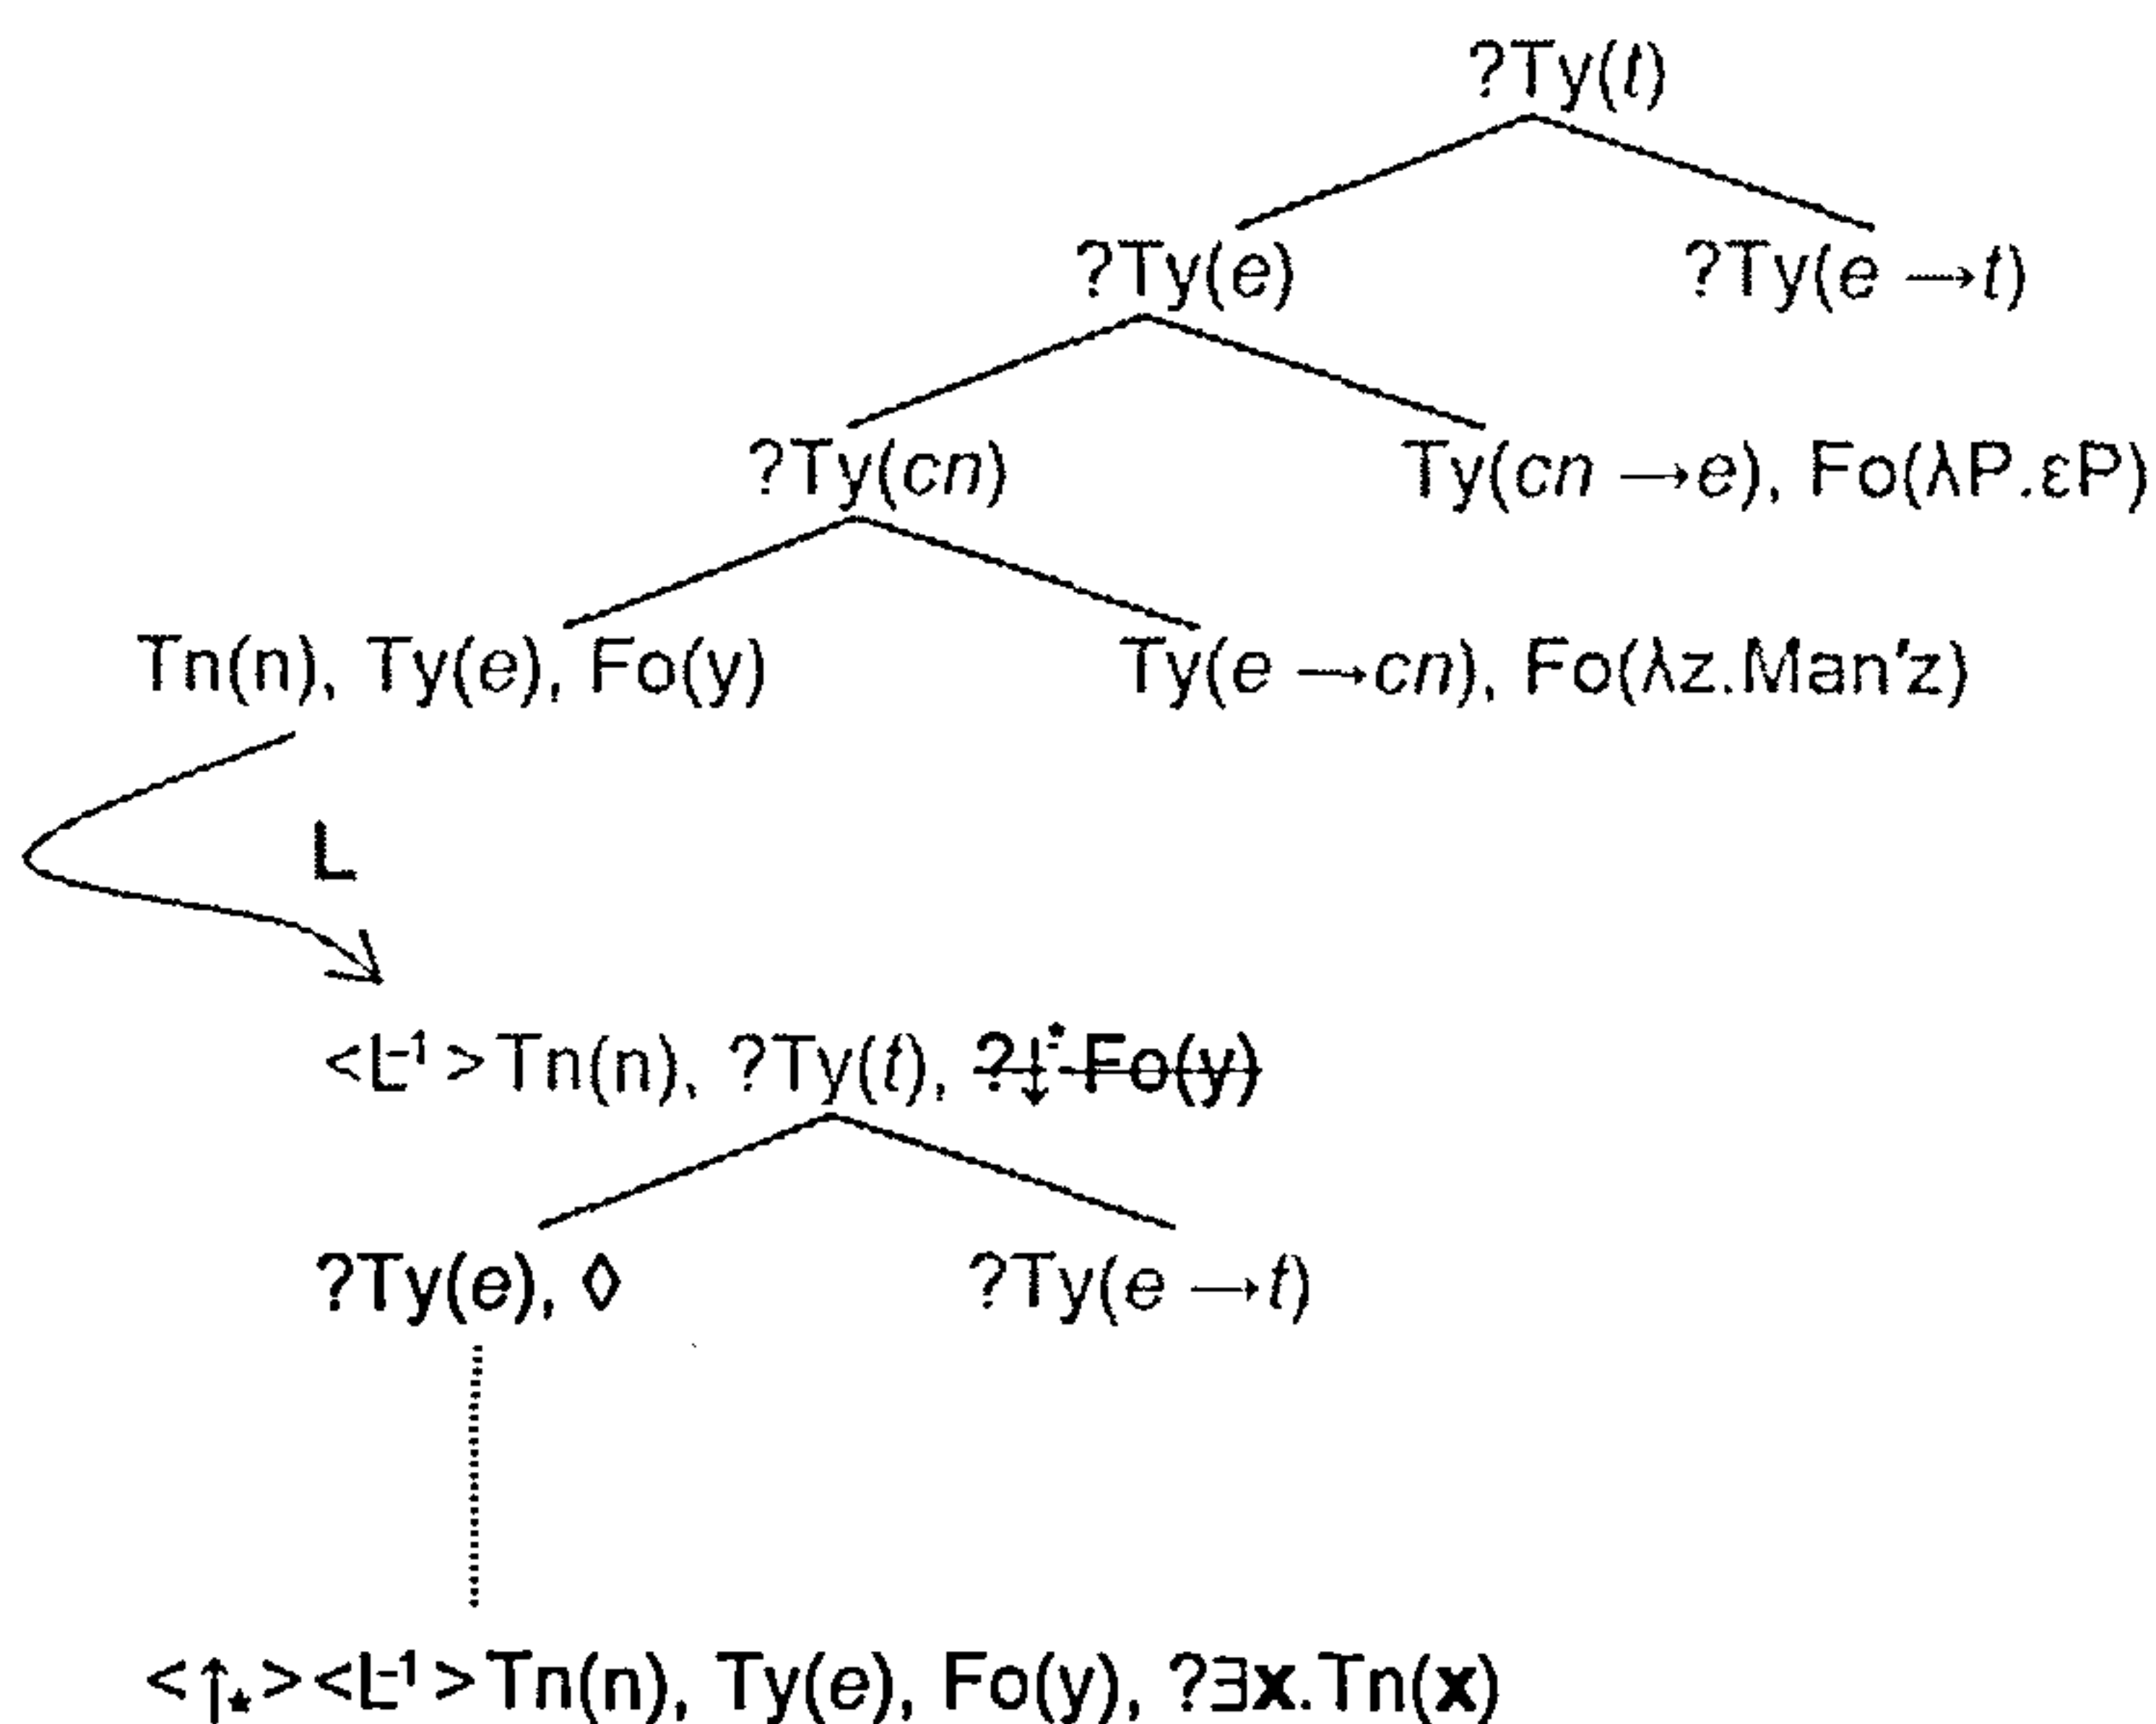 ?Ty(t)
?Ty(e) ?Ty(e →t)
?Ty(cn) Ty(cn →e), Fo(λP.εP)
Tn(n), Ty(e), Fo(y) Ty(e →cn), Fo(λz.Man′z)
L
<L⁻¹>Tn(n), ?Ty(t), ?↓* Fo(y)
?Ty(e), ◊ ?Ty(e →t)
<↑⋆><L⁻¹>Tn(n), Ty(e), Fo(y), ?∃x.Tn(x)